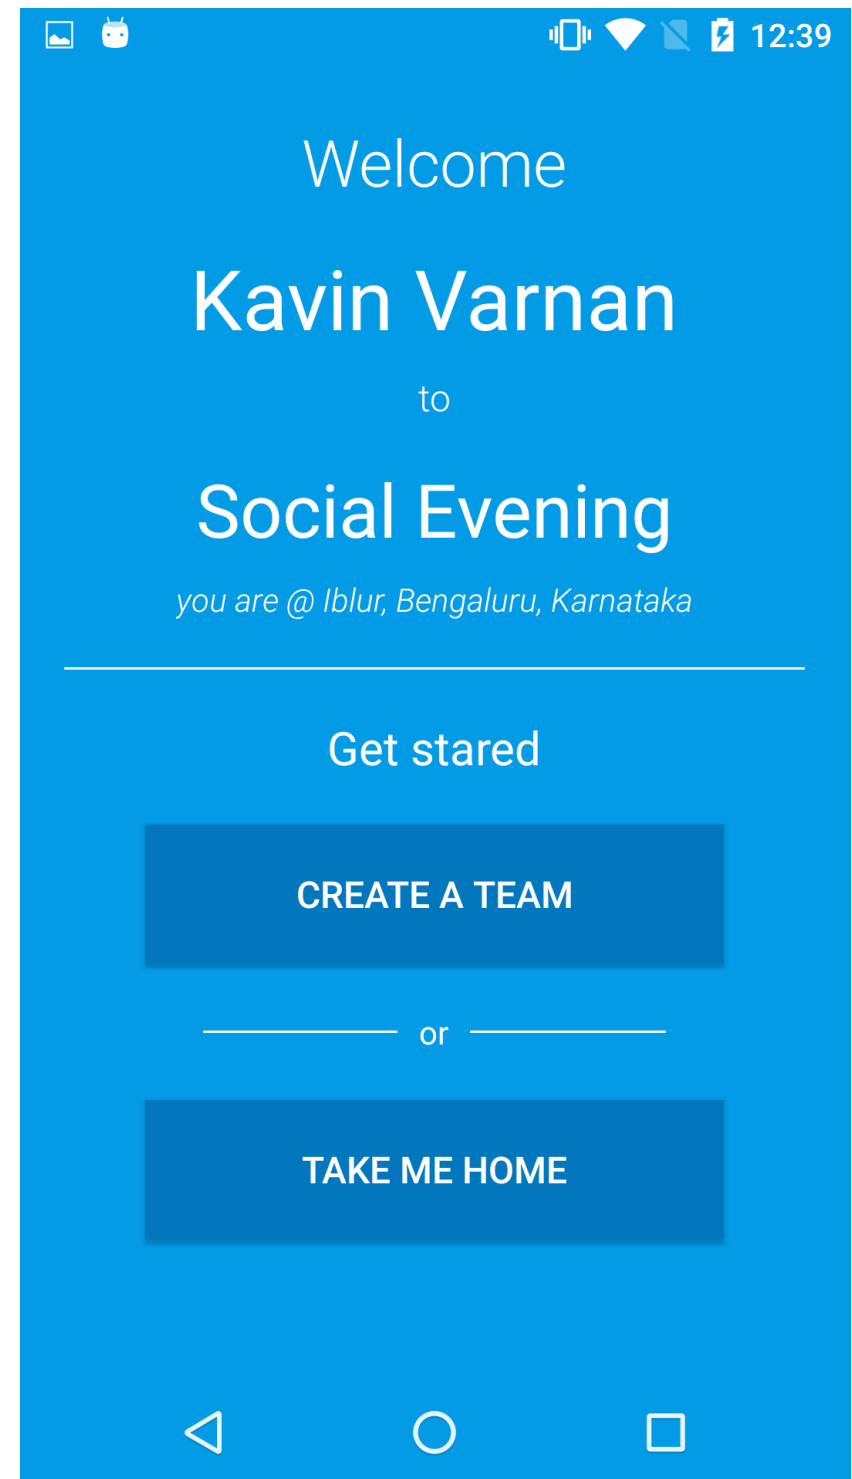 12:39
Welcome
Kavin Varnan
to
Social Evening
you are @ Iblur, Bengaluru, Karnataka
Get stared
CREATE A TEAM
or
TAKE ME HOME